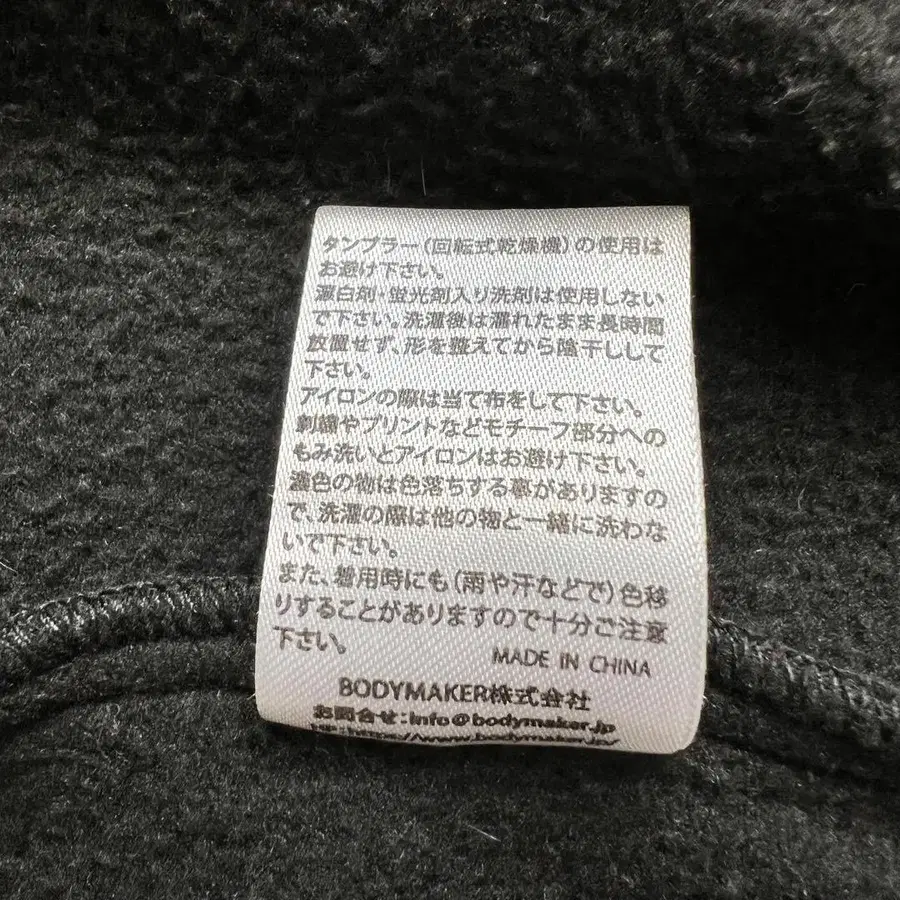 タンブラー(回転式乾燥機)の使用は
お避け下さい。
漂白剤・蛍光剤入り洗剤は使用しない
で下さい。洗濯後は濡れたまま長時間
放置せず、形を整えてから陰干しして
下さい。
アイロンの際は当て布をして下さい。
刺繍やプリントなどモチーフ部分への
もみ洗いとアイロンはお避け下さい。
濃色の物は色落ちする事がありますの
で、洗濯の際は他の物と一緒に洗わな
いで下さい。
また、着用時にも(雨や汗などで)色移
りすることがありますので十分ご注意
下さい。
MADE IN CHINA
BODYMAKER株式会社
お問合せ:info@bodymaker.jp
HP:https://www.bodymaker.jp/